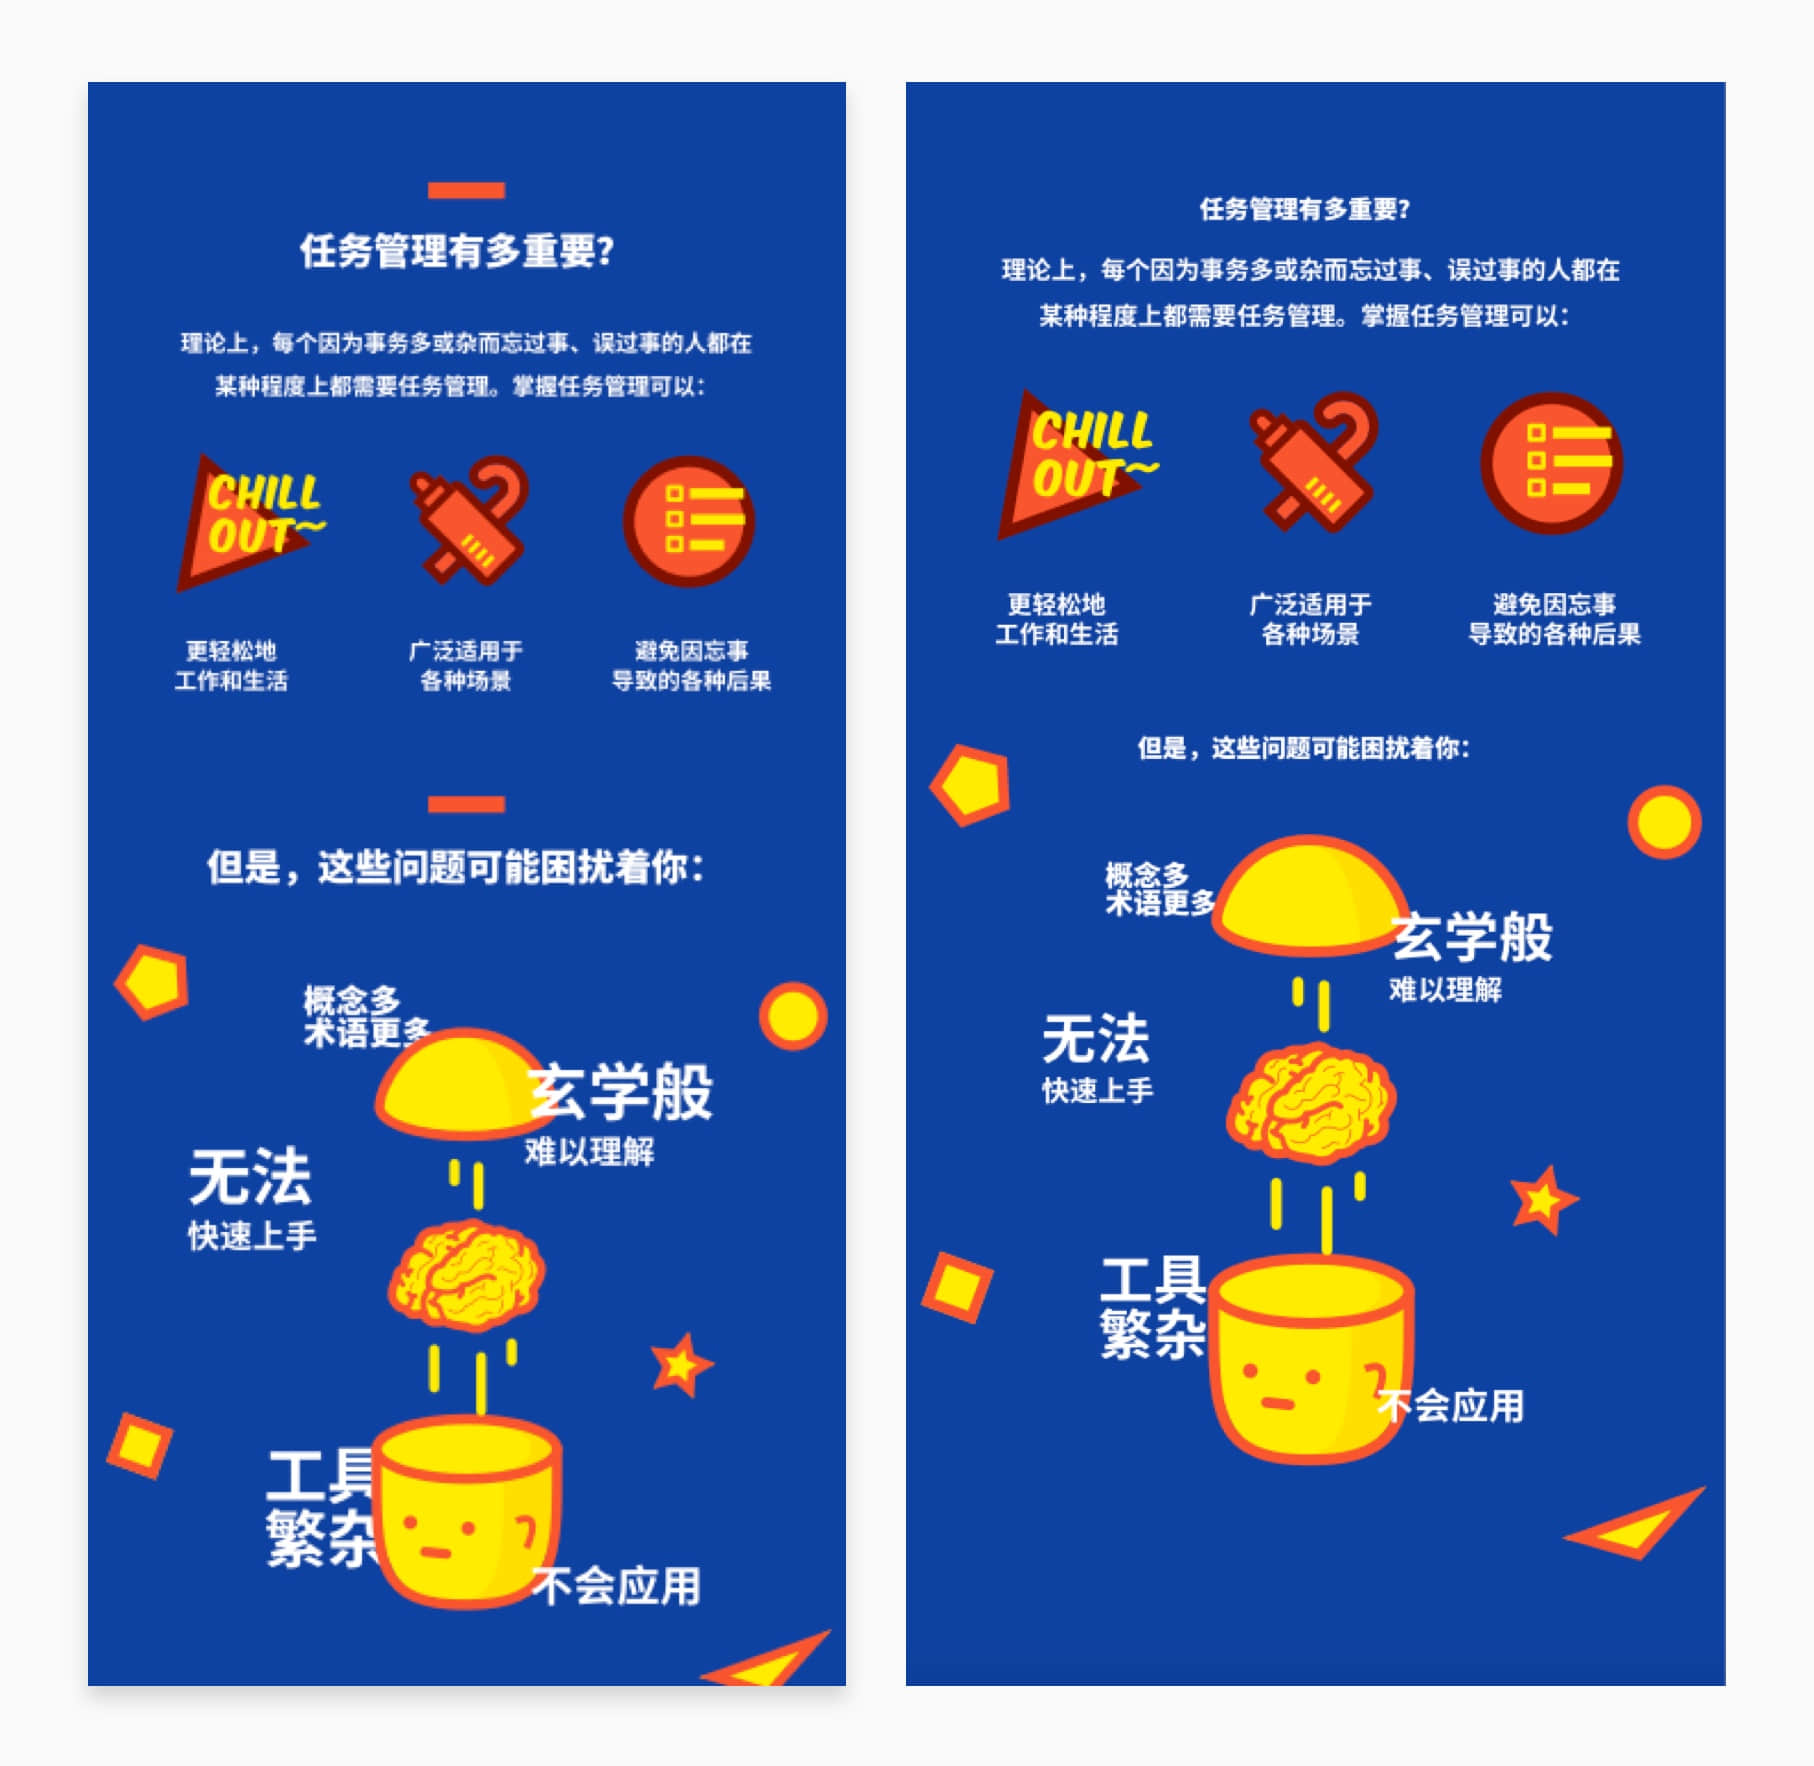 任务管理有多重要?
理论上，每个因为事务多或杂而忘过事、误过事的人都在
某种程度上都需要任务管理。掌握任务管理可以：
CHILL
OUT~
更轻松地
工作和生活
广泛适用于
各种场景
避免因忘事
导致的各种后果
但是，这些问题可能困扰着你：
概念多
术语更多
玄学般
难以理解
无法
快速上手
工具
繁杂
不会应用
任务管理有多重要?
理论上，每个因为事务多或杂而忘过事、误过事的人都在
某种程度上都需要任务管理。掌握任务管理可以：
CHILL
OUT~
更轻松地
工作和生活
广泛适用于
各种场景
避免因忘事
导致的各种后果
但是，这些问题可能困扰着你：
概念多
术语更多
玄学般
难以理解
无法
快速上手
工具
繁杂
不会应用